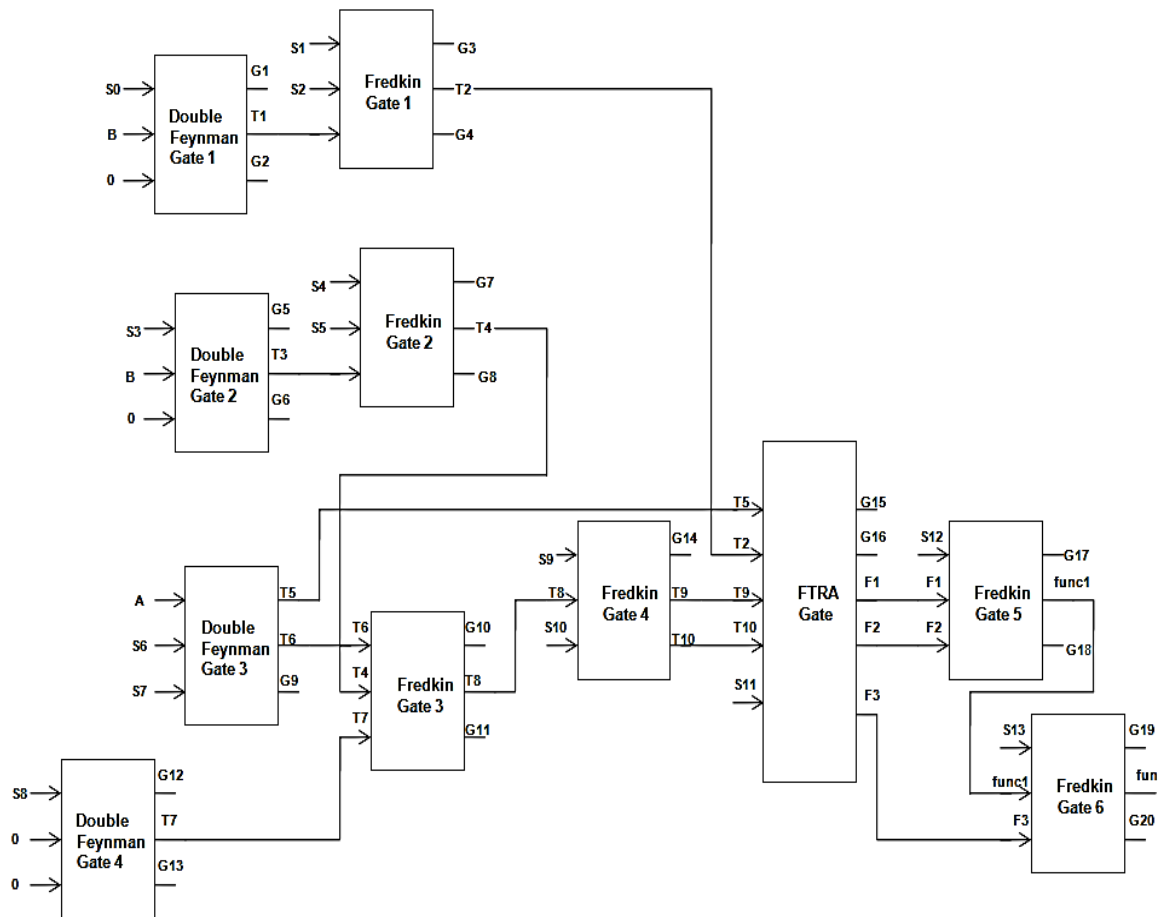 S1
G3
S2
Fredkin
Gate 1
T2
G4
S0
G1
B
Double
Feynman
Gate 1
T1
0
G2
S4
G7
S5
Fredkin
Gate 2
T4
G8
S3
G5
B
Double
Feynman
Gate 2
T3
0
G6
A
T5
S6
Double
Feynman
Gate 3
T6
S7
G9
T6
G10
T4
Fredkin
Gate 3
T8
T7
G11
S8
G12
0
Double
Feynman
Gate 4
T7
0
G13
S9
G14
T8
Fredkin
Gate 4
T9
S10
T10
T5
G15
T2
G16
T9
FTRA
Gate
F1
T10
F2
S11
F3
S12
G17
F1
Fredkin
Gate 5
func1
F2
G18
S13
G19
func1
Fredkin
Gate 6
fun
F3
G20